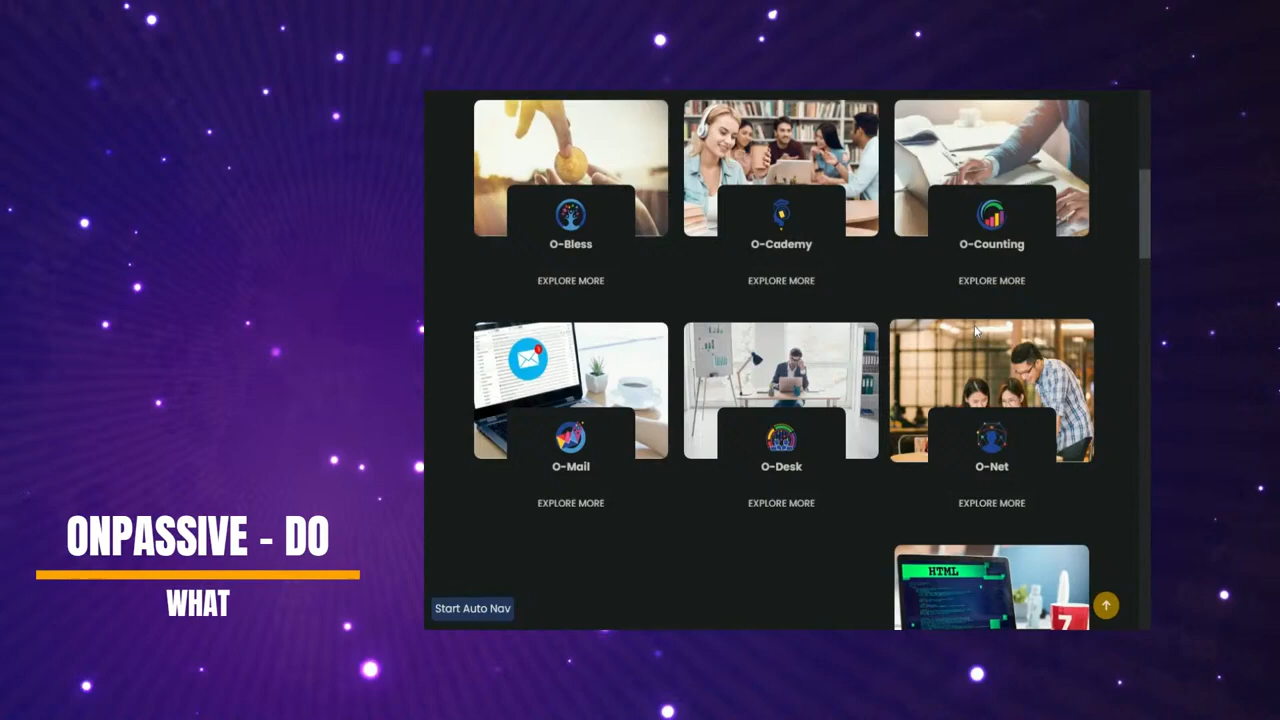 O-Bless
O-Cademy
O-Counting
EXPLORE MORE
EXPLORE MORE
EXPLORE MORE
O-Mail
O-Desk
O-Net
EXPLORE MORE
EXPLORE MORE
EXPLORE MORE
HTML
7
Start Auto Nav
ONPASSIVE - DO
WHAT